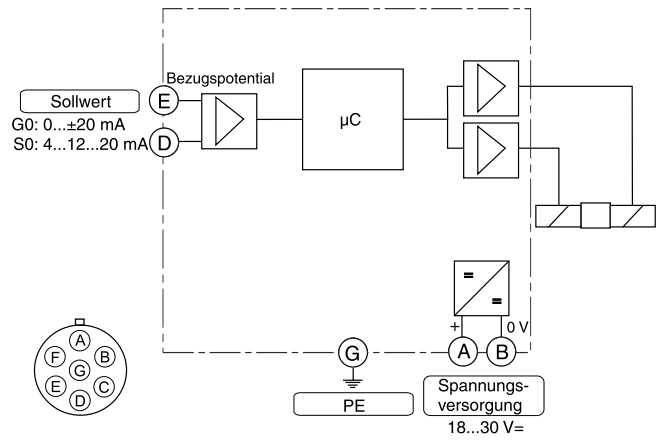 Bezugspotential
Sollwert
E
G0: 0...±20 mA
S0: 4...12...20 mA
D
µC
=
=
+
0 V
G
A
B
PE
Spannungs-
versorgung
18...30 V=
A
F
B
G
E
C
D